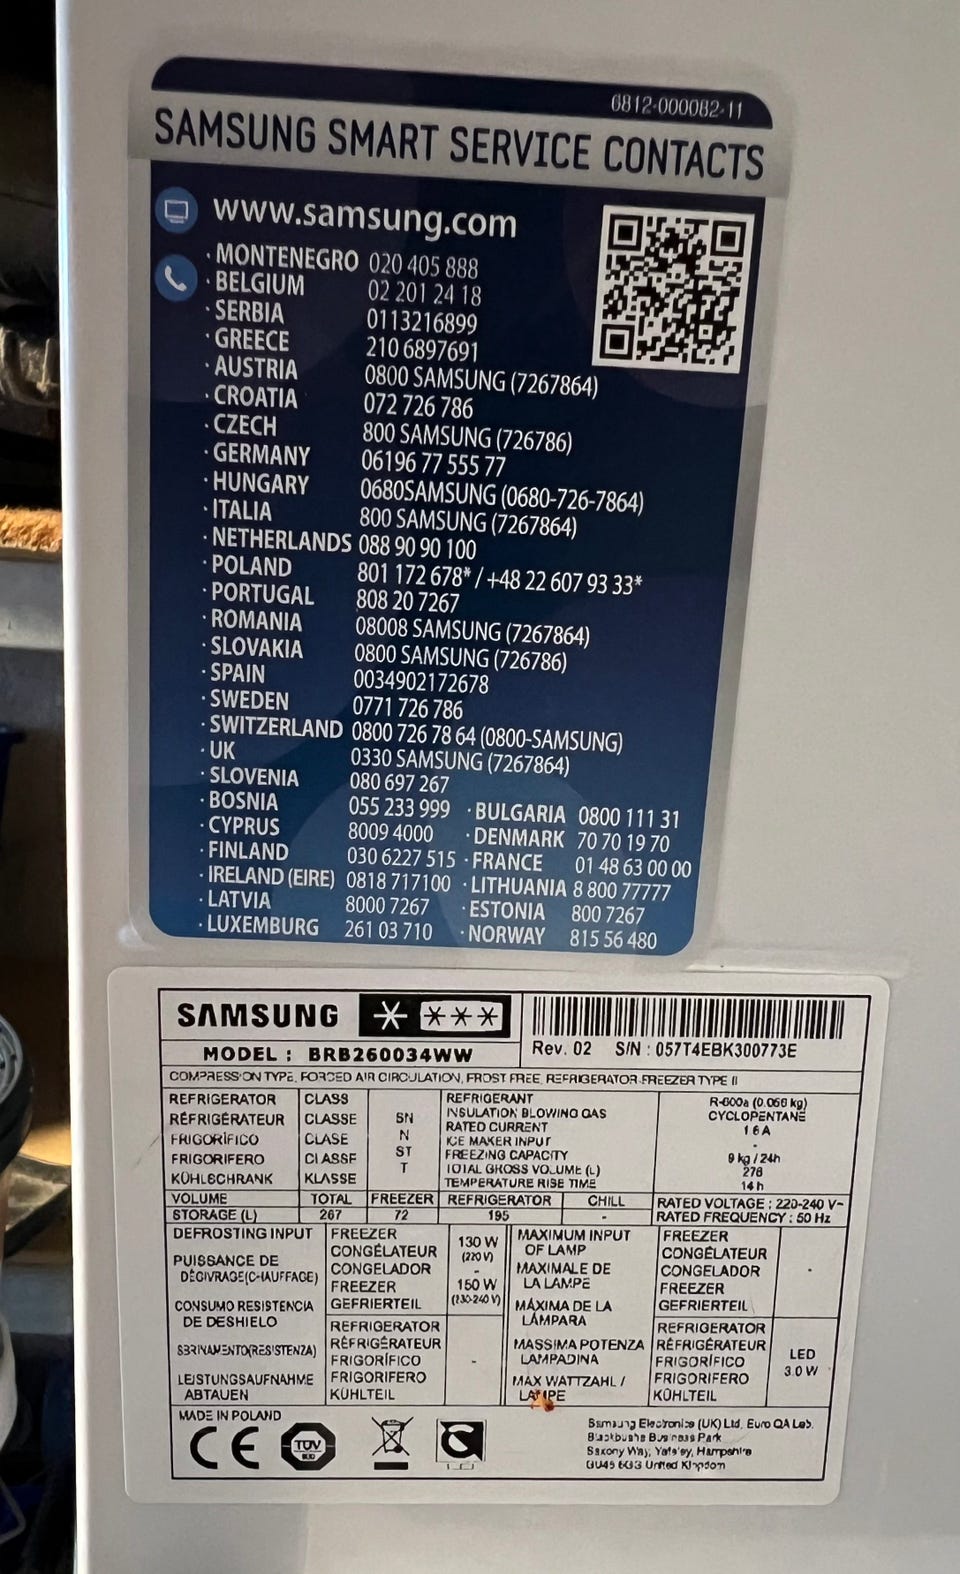 6812-000082-11
SAMSUNG SMART SERVICE CONTACTS
www.samsung.com
· MONTENEGRO 020 405 888
· BELGIUM 02 201 24 18
· SERBIA 0113216899
· GREECE 210 6897691
· AUSTRIA 0800 SAMSUNG (7267864)
· CROATIA 072 726 786
· CZECH 800 SAMSUNG (726786)
· GERMANY 06196 77 555 77
· HUNGARY 0680SAMSUNG (0680-726-7864)
· ITALIA 800 SAMSUNG (7267864)
· NETHERLANDS 088 90 90 100
· POLAND 801 172 678* / +48 22 607 93 33*
· PORTUGAL 808 20 7267
· ROMANIA 08008 SAMSUNG (7267864)
· SLOVAKIA 0800 SAMSUNG (726786)
· SPAIN 0034902172678
· SWEDEN 0771 726 786
· SWITZERLAND 0800 726 78 64 (0800-SAMSUNG)
· UK 0330 SAMSUNG (7267864)
· SLOVENIA 080 697 267
· BOSNIA 055 233 999 · BULGARIA 0800 111 31
· CYPRUS 8009 4000 · DENMARK 70 70 19 70
· FINLAND 030 6227 515 · FRANCE 01 48 63 00 00
· IRELAND (EIRE) 0818 717100 · LITHUANIA 8 800 77777
· LATVIA 8000 7267 · ESTONIA 800 7267
· LUXEMBURG 261 03 710 · NORWAY 815 56 480
SAMSUNG
MODEL : BRB260034WW
Rev. 02 S/N : 057T4EBK300773E
COMPRESSION TYPE, FORCED AIR CIRCULATION, FROST FREE, REFRIGERATOR-FREEZER TYPE II
REFRIGERATOR CLASS
RÉFRIGÉRATEUR CLASSE SN
FRIGORÍFICO CLASE N
FRIGORIFERO CLASSE ST
KÜHLSCHRANK KLASSE T
REFRIGERANT R-600a (0.056 kg)
INSULATION BLOWING GAS CYCLOPENTANE
RATED CURRENT 1.6 A
ICE MAKER INPUT -
FREEZING CAPACITY 9 kg / 24h
TOTAL GROSS VOLUME (L) 276
TEMPERATURE RISE TIME 14 h
VOLUME TOTAL FREEZER REFRIGERATOR CHILL
STORAGE (L) 267 72 195 -
RATED VOLTAGE : 220-240 V~
RATED FREQUENCY : 50 Hz
DEFROSTING INPUT
PUISSANCE DE
DÉGIVRAGE(CHAUFFAGE)
CONSUMO RESISTENCIA
DE DESHIELO
SBRINAMENTO(RESISTENZA)
LEISTUNGSAUFNAHME
ABTAUEN
FREEZER
CONGÉLATEUR
CONGELADOR
FREEZER
GEFRIERTEIL
130 W
(220 V)
-
150 W
(230-240 V)
REFRIGERATOR
RÉFRIGÉRATEUR
FRIGORÍFICO
FRIGORIFERO
KÜHLTEIL
-
MAXIMUM INPUT
OF LAMP
MAXIMALE DE
LA LAMPE
MÁXIMA DE LA
LÁMPARA
MASSIMA POTENZA
LAMPADINA
MAX WATTZAHL /
LAMPE
FREEZER
CONGÉLATEUR
CONGELADOR
FREEZER
GEFRIERTEIL
-
REFRIGERATOR
RÉFRIGÉRATEUR
FRIGORÍFICO
FRIGORIFERO
KÜHLTEIL
LED
3.0 W
MADE IN POLAND
CE
TÜV
SÜD
Samsung Electronics (UK) Ltd, Euro QA Lab.
Blackbushe Business Park
Saxony Way, Yateley, Hampshire
GU46 6GG United Kingdom